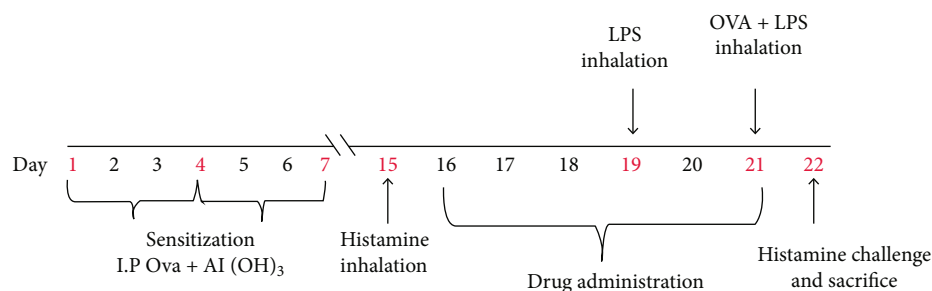 LPS
inhalation
OVA + LPS
inhalation
Day 1 2 3 4 5 6 7 15 16 17 18 19 20 21 22
Sensitization
I.P Ova + AI (OH)₃
Histamine
inhalation
Drug administration
Histamine challenge
and sacrifice